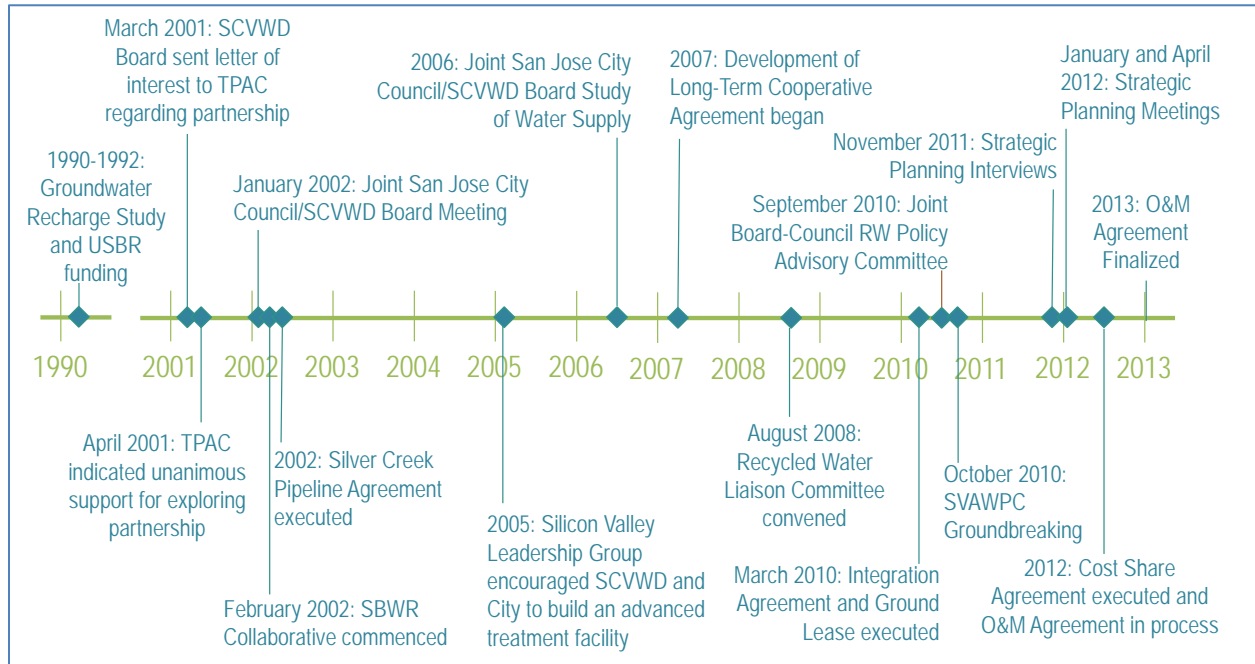 March 2001: SCVWD
Board sent letter of
interest to TPAC
regarding partnership
1990-1992:
Groundwater
Recharge Study
and USBR
funding
January 2002: Joint San Jose City
Council/SCVWD Board Meeting
2006: Joint San Jose City
Council/SCVWD Board Study
of Water Supply
2007: Development of
Long-Term Cooperative
Agreement began
November 2011: Strategic
Planning Interviews
September 2010: Joint
Board-Council RW Policy
Advisory Committee
January and April
2012: Strategic
Planning Meetings
2013: O&M
Agreement
Finalized
1990 2001 2002 2003 2004 2005 2006 2007 2008 2009 2010 2011 2012 2013
April 2001: TPAC
indicated unanimous
support for exploring
partnership
February 2002: SBWR
Collaborative commenced
2002: Silver Creek
Pipeline Agreement
executed
2005: Silicon Valley
Leadership Group
encouraged SCVWD and
City to build an advanced
treatment facility
August 2008:
Recycled Water
Liaison Committee
convened
March 2010: Integration
Agreement and Ground
Lease executed
October 2010:
SVAWPC
Groundbreaking
2012: Cost Share
Agreement executed and
O&M Agreement in process